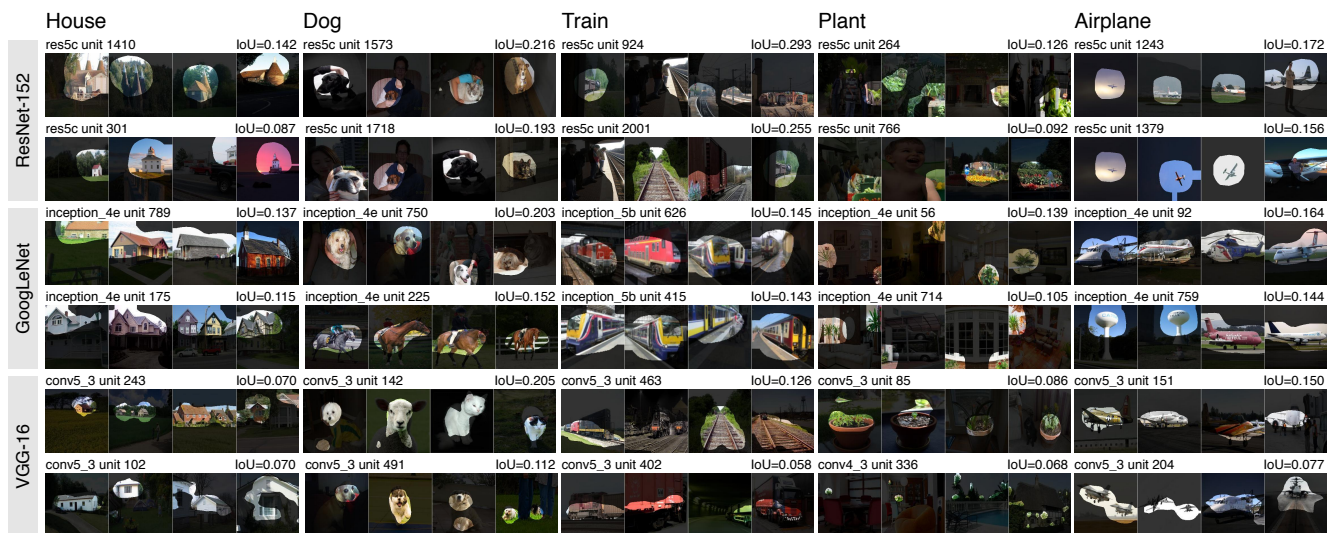 House Dog Train Plant Airplane
ResNet-152
res5c unit 1410 IoU=0.142 res5c unit 1573 IoU=0.216 res5c unit 924 IoU=0.293 res5c unit 264 IoU=0.126 res5c unit 1243 IoU=0.172
res5c unit 301 IoU=0.087 res5c unit 1718 IoU=0.193 res5c unit 2001 IoU=0.255 res5c unit 766 IoU=0.092 res5c unit 1379 IoU=0.156
GoogLeNet
inception_4e unit 789 IoU=0.137 inception_4e unit 750 IoU=0.203 inception_5b unit 626 IoU=0.145 inception_4e unit 56 IoU=0.139 inception_4e unit 92 IoU=0.164
inception_4e unit 175 IoU=0.115 inception_4e unit 225 IoU=0.152 inception_5b unit 415 IoU=0.143 inception_4e unit 714 IoU=0.105 inception_4e unit 759 IoU=0.144
VGG-16
conv5_3 unit 243 IoU=0.070 conv5_3 unit 142 IoU=0.205 conv5_3 unit 463 IoU=0.126 conv5_3 unit 85 IoU=0.086 conv5_3 unit 151 IoU=0.150
conv5_3 unit 102 IoU=0.070 conv5_3 unit 491 IoU=0.112 conv5_3 unit 402 IoU=0.058 conv4_3 unit 336 IoU=0.068 conv5_3 unit 204 IoU=0.077